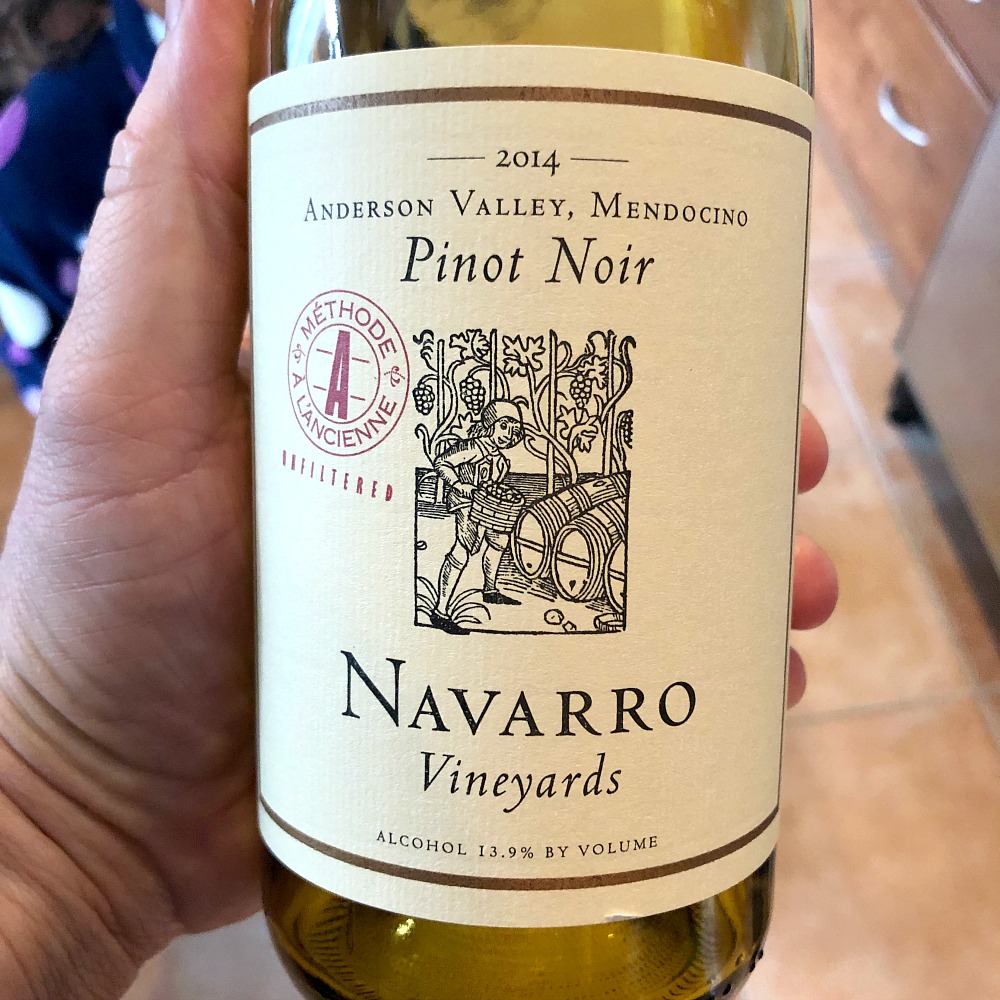 2014
ANDERSON VALLEY, MENDOCINO
Pinot Noir
MÉTHODE
A
À L'ANCIENNE
UNFILTERED
NAVARRO
Vineyards
ALCOHOL 13.9% BY VOLUME